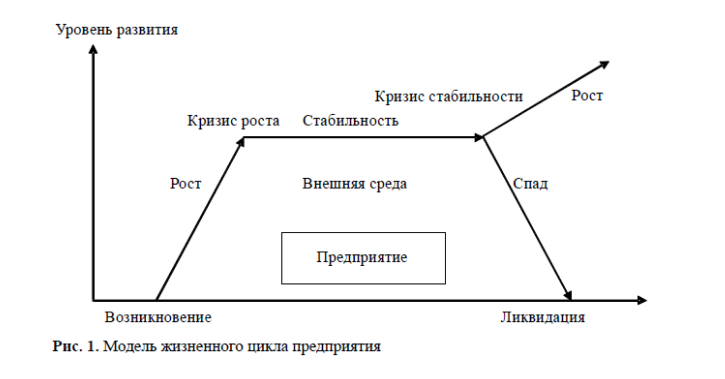 Уровень развития
Кризис стабильности
Рост
Кризис роста
Стабильность
Рост
Внешняя среда
Спад
Предприятие
Возникновение
Ликвидация
Рис. 1. Модель жизненного цикла предприятия